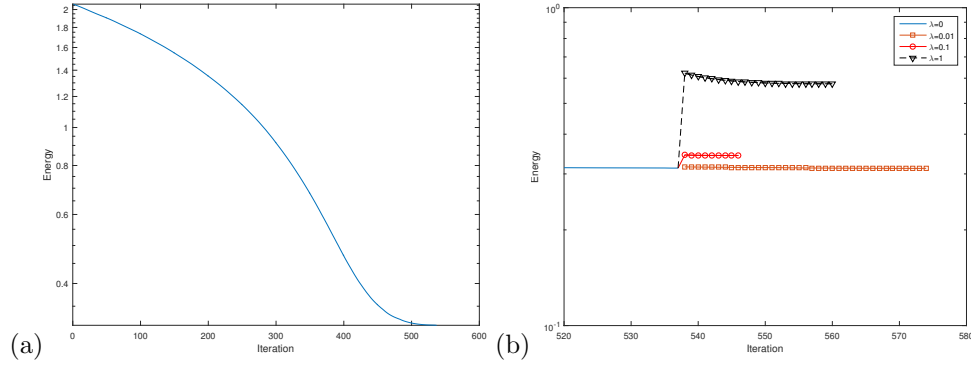 2
1.8
1.6
1.4
1.2
1
0.8
0.6
0.4
Energy
0 100 200 300 400 500 600
Iteration
(a)
10^0
10^-1
Energy
520 530 540 550 560 570 580
Iteration
λ=0
λ=0.01
λ=0.1
λ=1
(b)